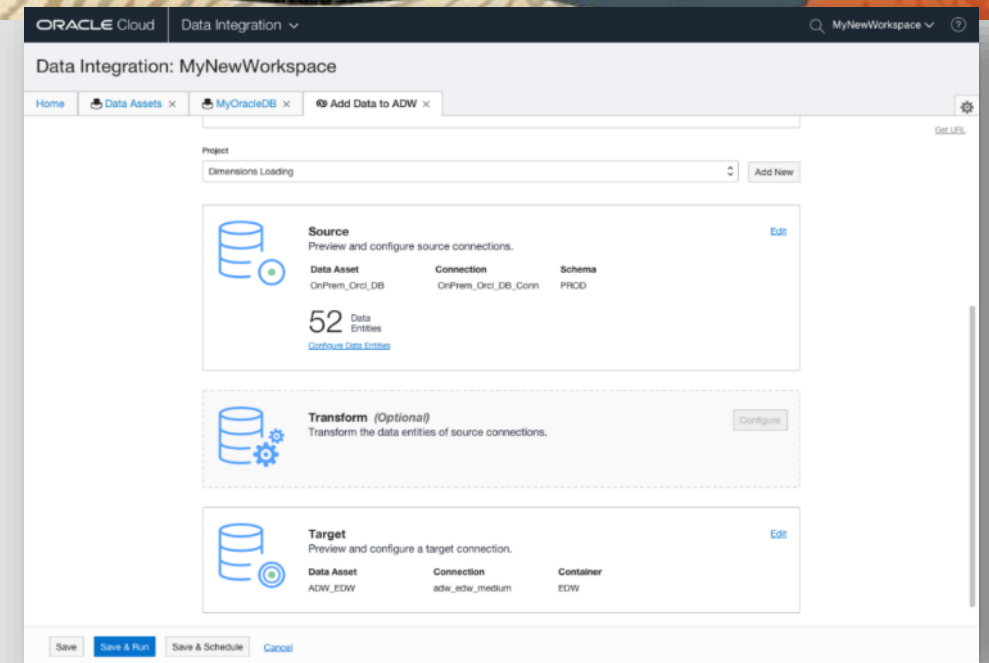 ORACLE Cloud Data Integration MyNewWorkspace ?
Data Integration: MyNewWorkspace
Home Data Assets × MyOracleDB × Add Data to ADW ×
Get URL
Project
Dimensions Loading Add New
Source Edit
Preview and configure source connections.
Data Asset Connection Schema
OnPrem_Orcl_DB OnPrem_Orcl_DB_Conn PROD
52 Data Entities
Configure Data Entities
Transform (Optional) Configure
Transform the data entities of source connections.
Target Edit
Preview and configure a target connection.
Data Asset Connection Container
ADW_EDW adw_edw_medium EDW
Save Save & Run Save & Schedule Cancel